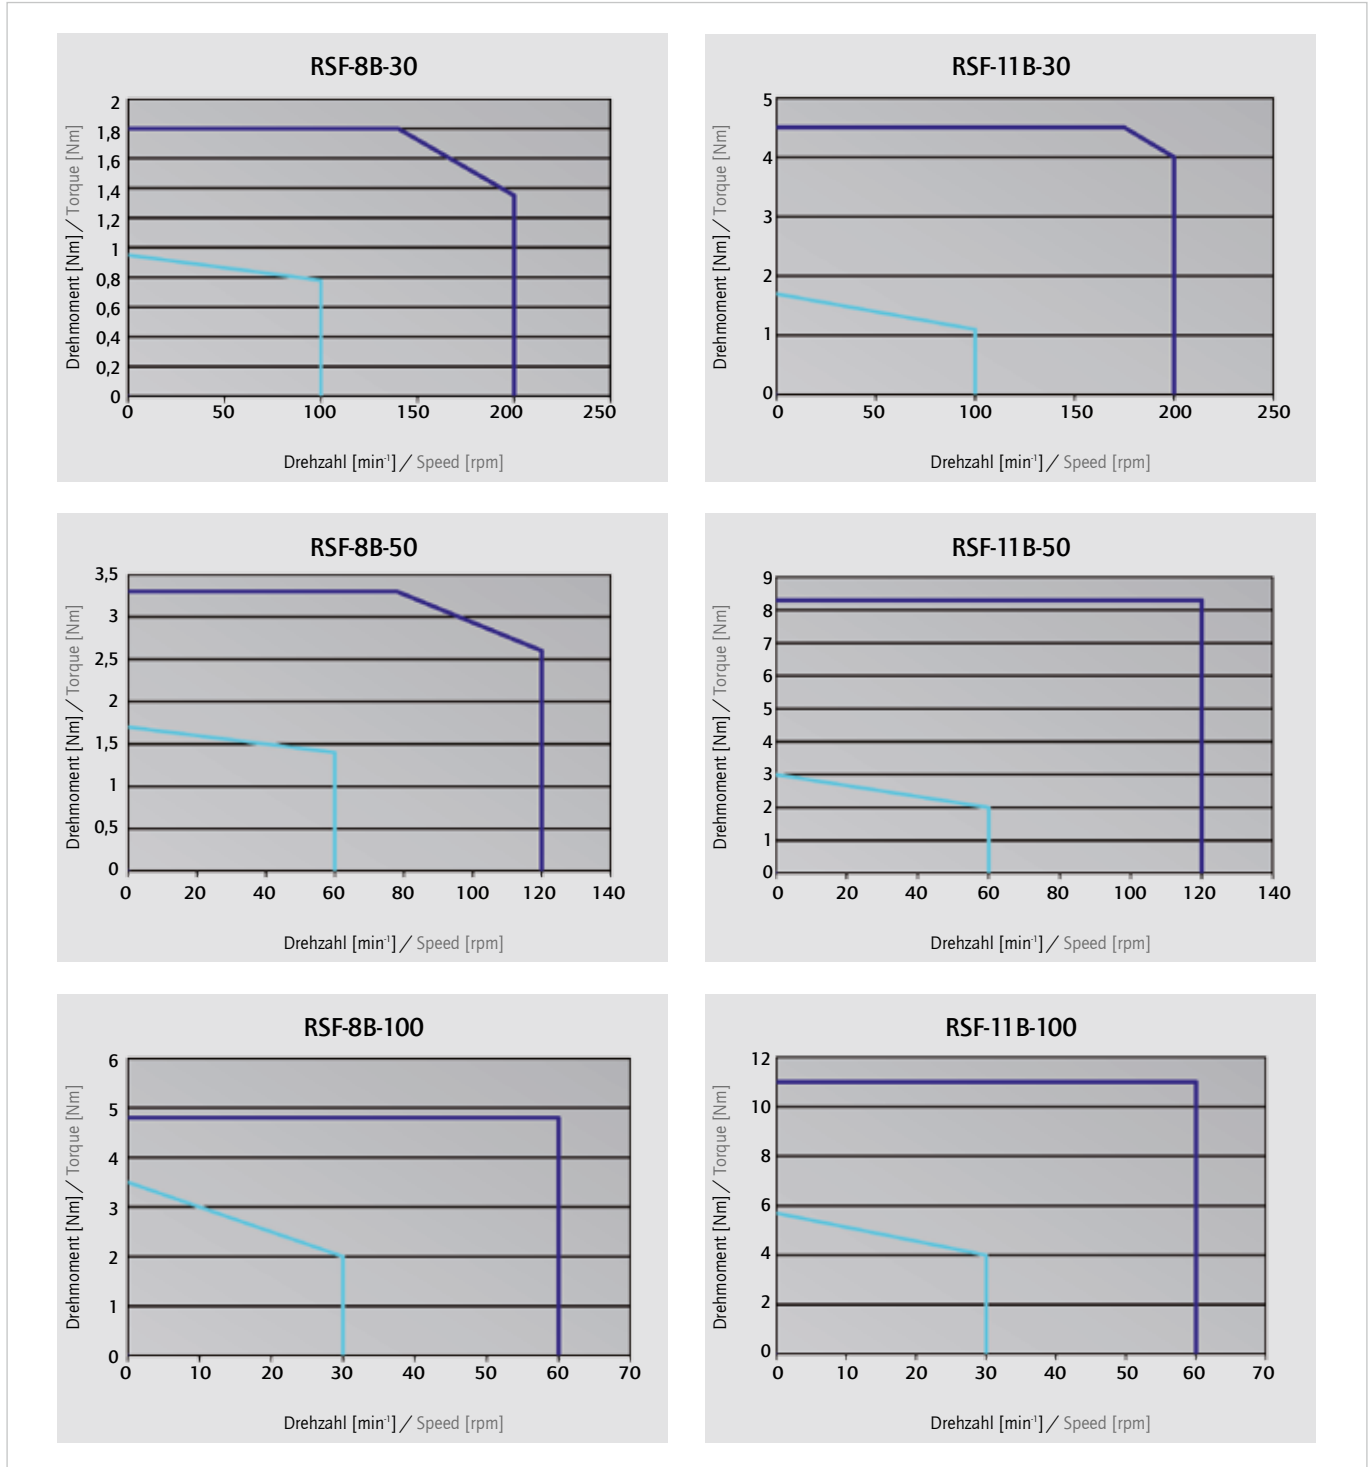 RSF-8B-30
Drehmoment [Nm] / Torque [Nm]
2
1,8
1,6
1,4
1,2
1
0,8
0,6
0,4
0,2
0
0 50 100 150 200 250
Drehzahl [min⁻¹] / Speed [rpm]
RSF-11B-30
Drehmoment [Nm] / Torque [Nm]
5
4
3
2
1
0
0 50 100 150 200 250
Drehzahl [min⁻¹] / Speed [rpm]
RSF-8B-50
Drehmoment [Nm] / Torque [Nm]
3,5
3
2,5
2
1,5
1
0,5
0
0 20 40 60 80 100 120 140
Drehzahl [min⁻¹] / Speed [rpm]
RSF-11B-50
Drehmoment [Nm] / Torque [Nm]
9
8
7
6
5
4
3
2
1
0
0 20 40 60 80 100 120 140
Drehzahl [min⁻¹] / Speed [rpm]
RSF-8B-100
Drehmoment [Nm] / Torque [Nm]
6
5
4
3
2
1
0
0 10 20 30 40 50 60 70
Drehzahl [min⁻¹] / Speed [rpm]
RSF-11B-100
Drehmoment [Nm] / Torque [Nm]
12
10
8
6
4
2
0
0 10 20 30 40 50 60 70
Drehzahl [min⁻¹] / Speed [rpm]